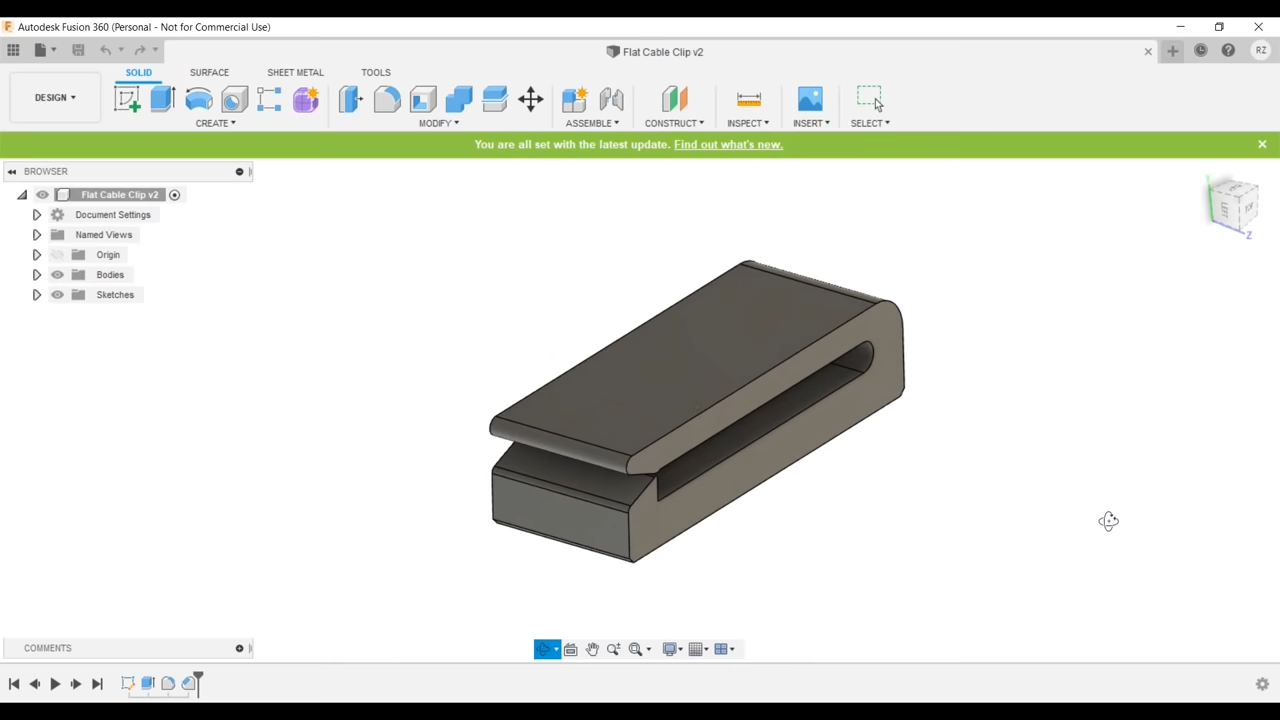 Autodesk Fusion 360 (Personal - Not for Commercial Use)
Flat Cable Clip v2
RZ
DESIGN
SOLID SURFACE SHEET METAL TOOLS
CREATE MODIFY ASSEMBLE CONSTRUCT INSPECT INSERT SELECT
You are all set with the latest update. Find out what's new.
BROWSER
Flat Cable Clip v2
Document Settings
Named Views
Origin
Bodies
Sketches
Z
COMMENTS